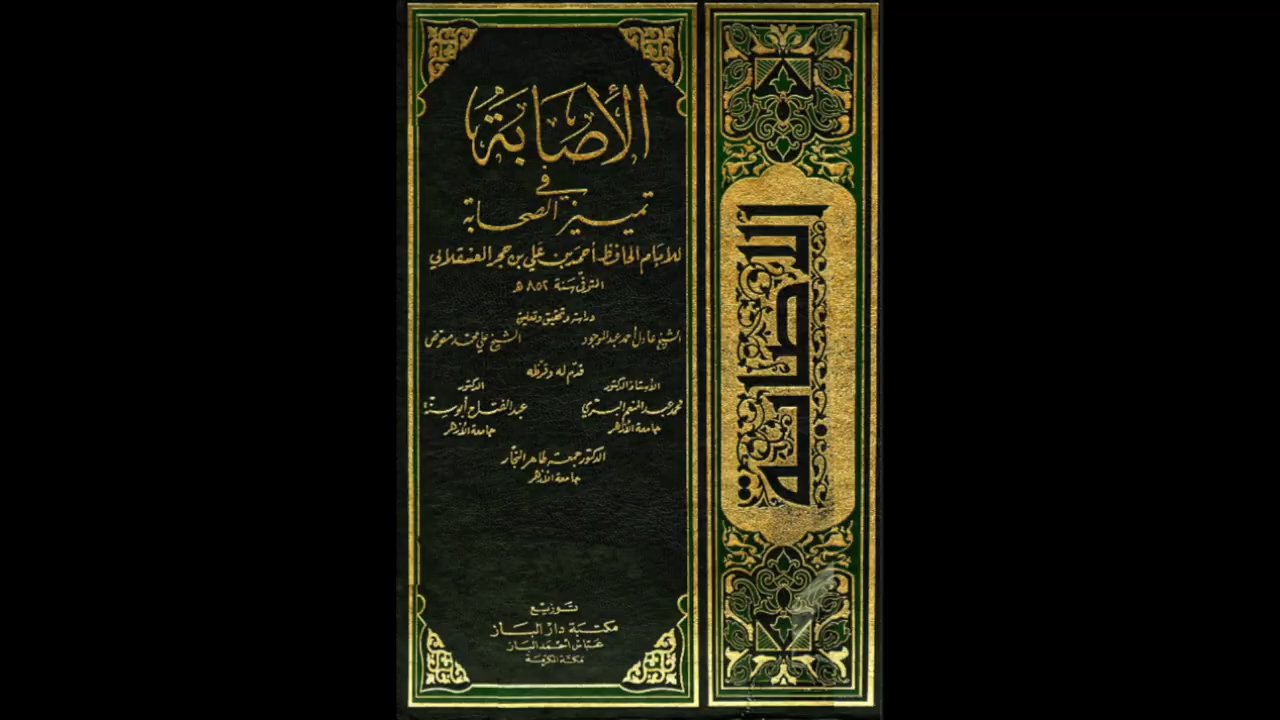 الأصابة
في
تمييز الصحابة
للإمام الحافظ أحمد بن علي بن حجر العسقلاني
المتوفى سنة ٨٥٢ هـ
دراسة وتحقيق وتعليق
الشيخ عادل أحمد عبد الموجود
الشيخ علي محمد معوض
قدم له وقرظه
الأستاذ الدكتور
محمد عبد المنعم البري
جامعة الأزهر
الدكتور
عبد الفتاح أبو سنة
جامعة الأزهر
الدكتور جمعة طاهر النجار
جامعة الأزهر
توزيع
مكتبة دار الباز
عباس أحمد الباز
مكة المكرمة
الإصابة